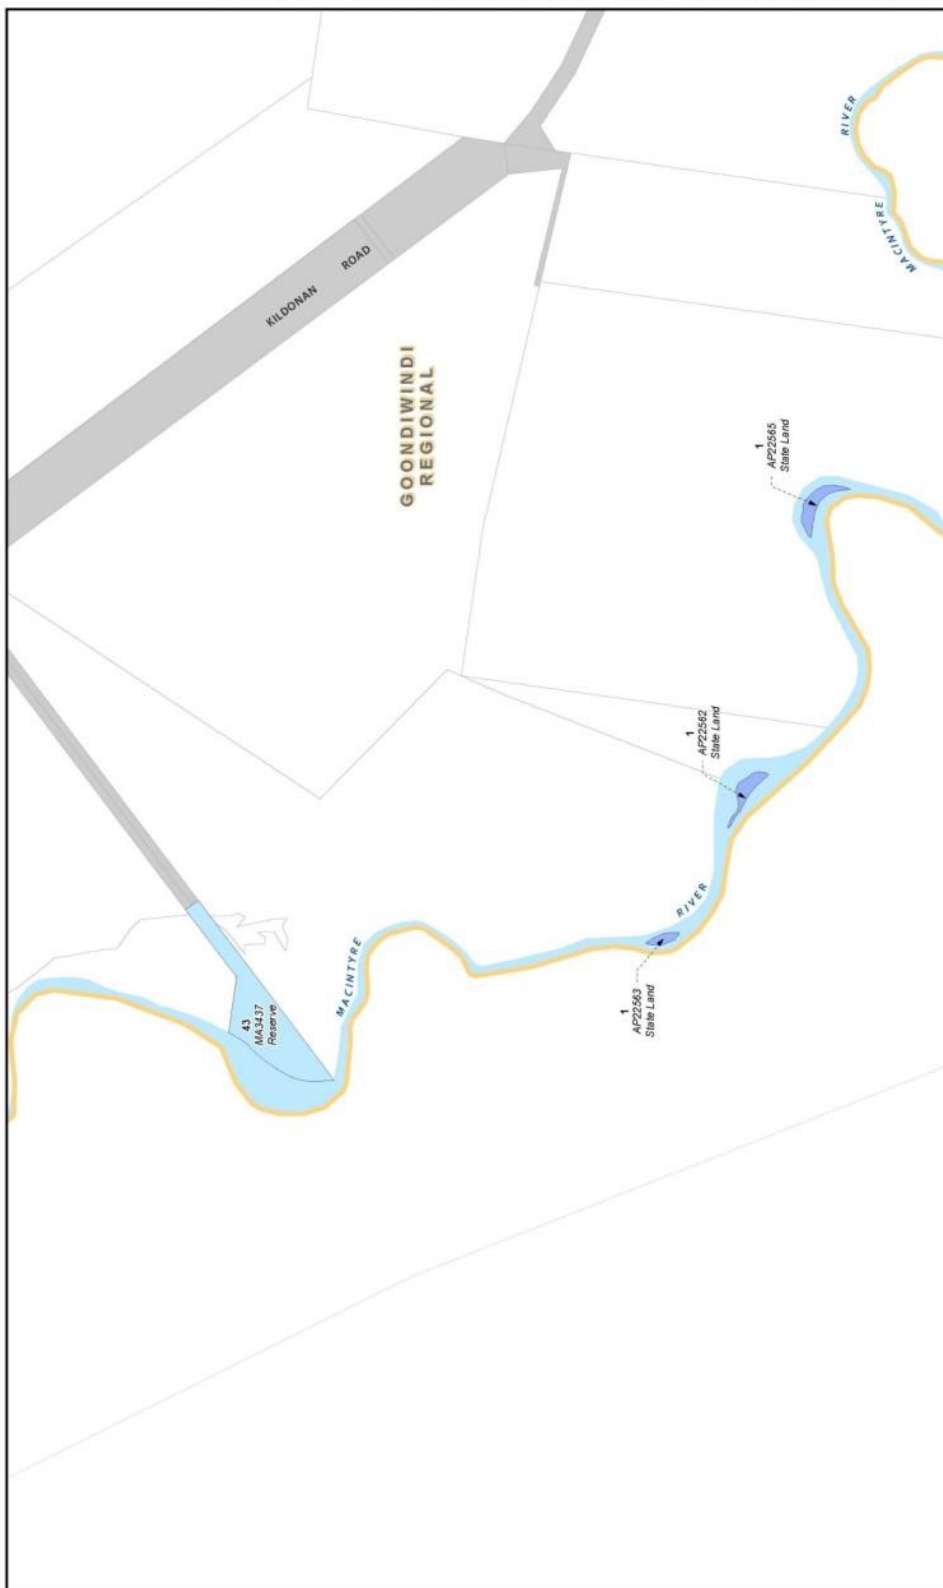 RIVER
MACINTYRE
KILDONAN
ROAD
GOONDIWINDI
REGIONAL
1
AP22565
State Land
1
AP22562
State Land
43
MA3437
Reserve
MACINTYRE
RIVER
1
AP22563
State Land